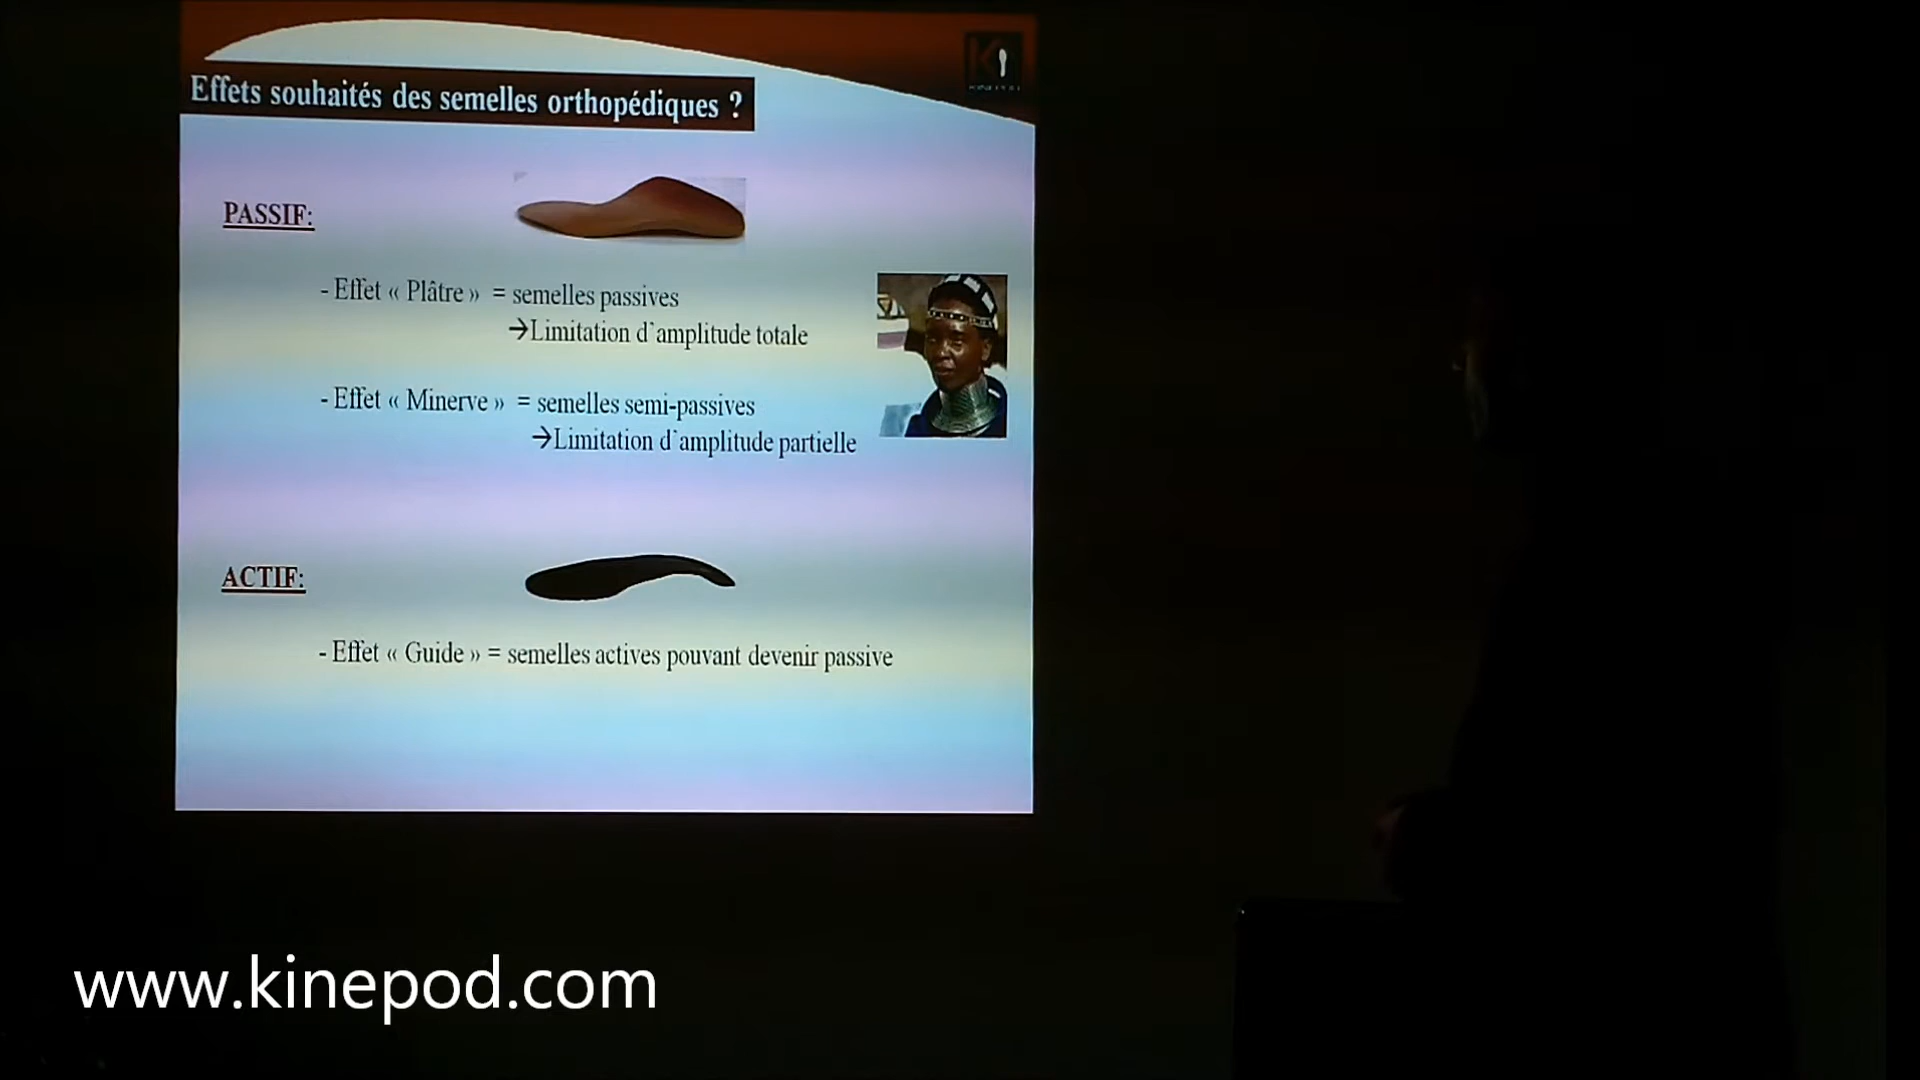 Effets souhaités des semelles orthopédiques ?
PASSIF:
- Effet « Plâtre » = semelles passives
→Limitation d'amplitude totale
- Effet « Minerve » = semelles semi-passives
→Limitation d'amplitude partielle
ACTIF:
- Effet « Guide » = semelles actives pouvant devenir passive
www.kinepod.com